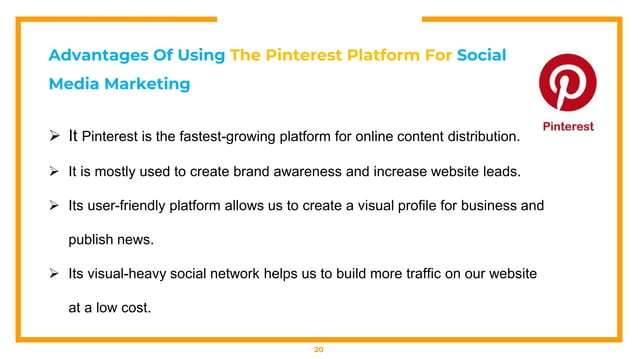 Advantages Of Using The Pinterest Platform For Social
Media Marketing
Pinterest
➢ It Pinterest is the fastest-growing platform for online content distribution.
➢ It is mostly used to create brand awareness and increase website leads.
➢ Its user-friendly platform allows us to create a visual profile for business and
publish news.
➢ Its visual-heavy social network helps us to build more traffic on our website
at a low cost.
20